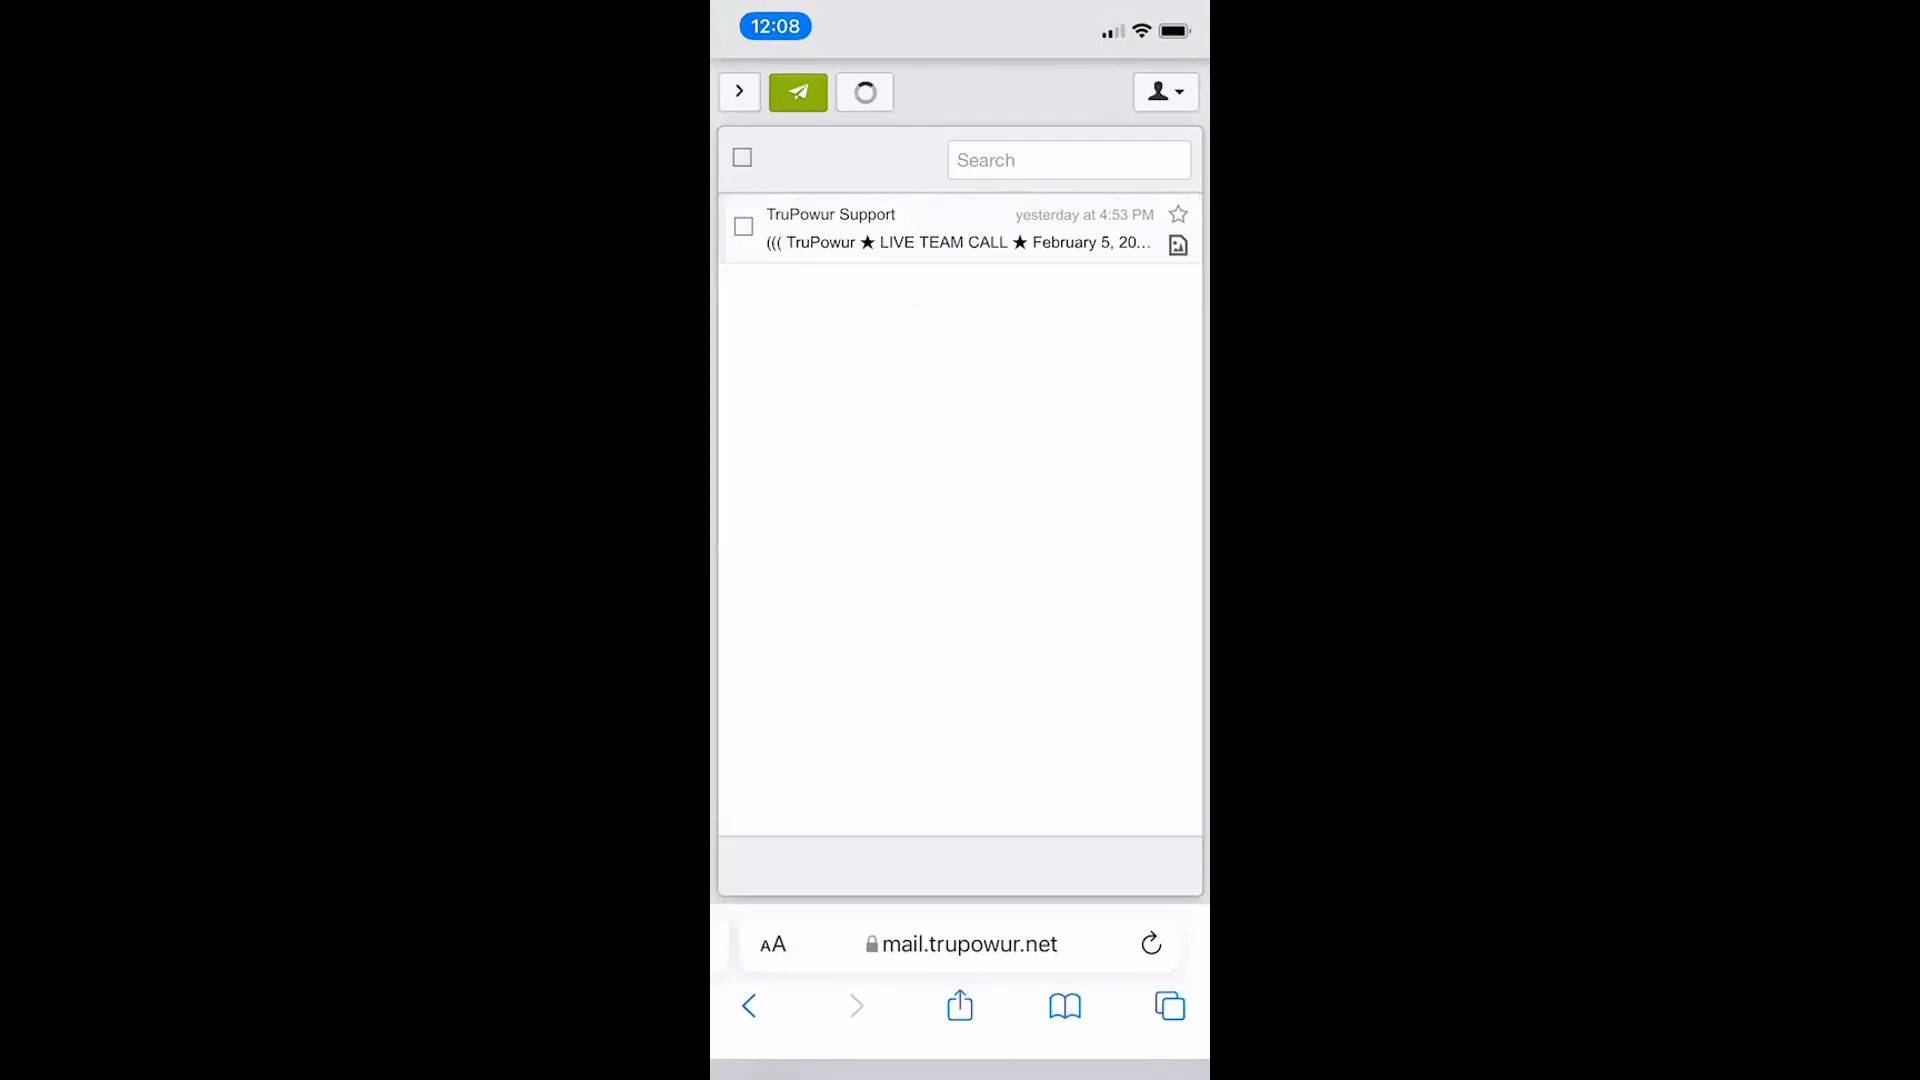 12:08
Search
TruPowur Support
yesterday at 4:53 PM
((( TruPowur ★ LIVE TEAM CALL ★ February 5, 20...
AA
mail.trupowur.net